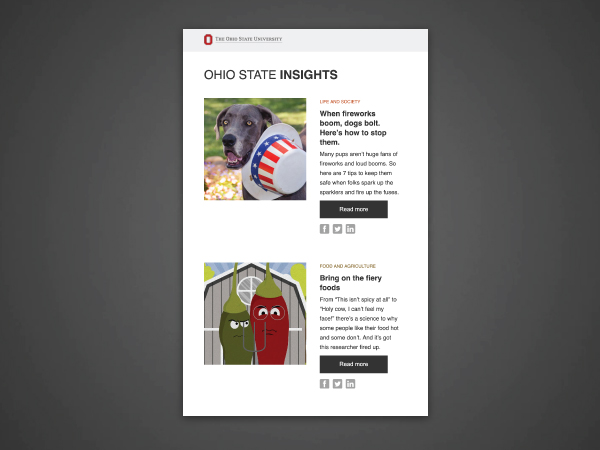 THE OHIO STATE UNIVERSITY
OHIO STATE INSIGHTS
LIFE AND SOCIETY
When fireworks
boom, dogs bolt.
Here's how to stop
them.
Many pups aren't huge fans of
fireworks and loud booms. So
here are 7 tips to keep them
safe when folks spark up the
sparklers and fire up the fuses.
Read more
FOOD AND AGRICULTURE
Bring on the fiery
foods
From "This isn't spicy at all" to
"Holy cow, I can't feel my
face!" there's a science to why
some people like their food hot
and some don't. And it's got
this researcher fired up.
Read more